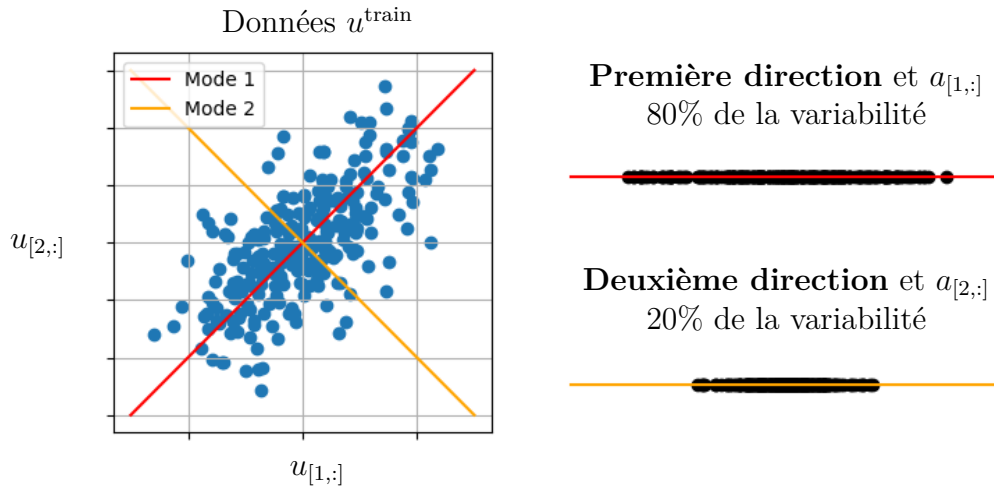 Données u^train
Mode 1
Mode 2
u_[2,:]
u_[1,:]
Première direction et a_[1,:]
80% de la variabilité
Deuxième direction et a_[2,:]
20% de la variabilité